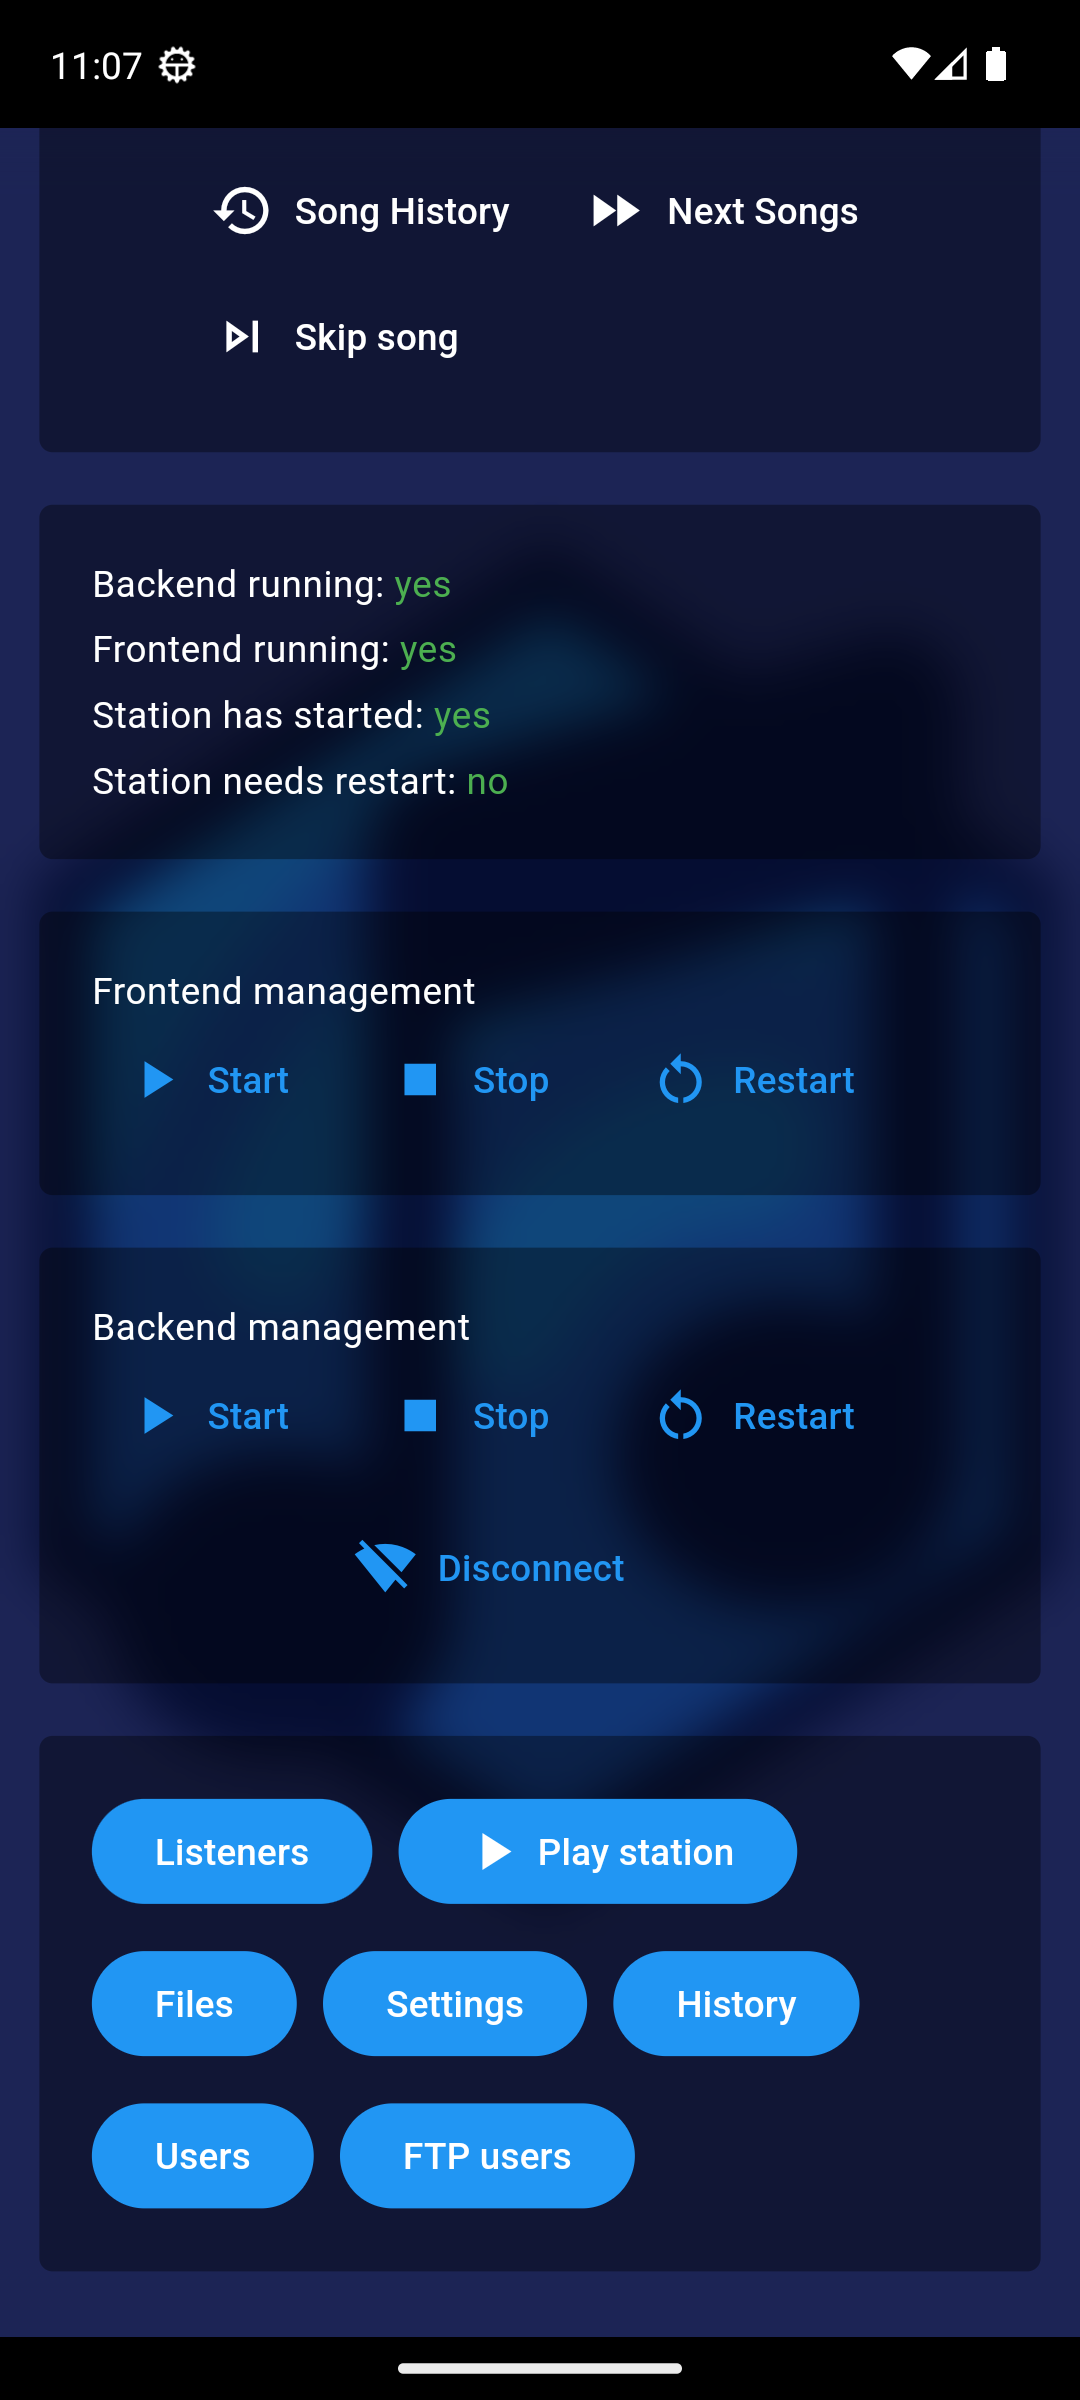 11:07
Song History Next Songs
Skip song
Backend running: yes
Frontend running: yes
Station has started: yes
Station needs restart: no
Frontend management
Start Stop Restart
Backend management
Start Stop Restart
Disconnect
Listeners Play station
Files Settings History
Users FTP users